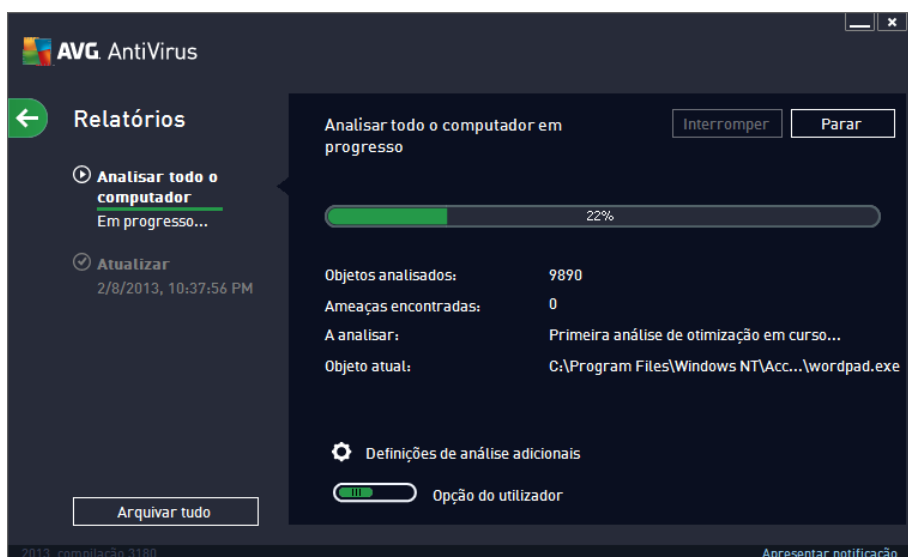 AVG AntiVirus
Relatórios
Analisar todo o
computador
Em progresso...
Atualizar
2/8/2013, 10:37:56 PM
Arquivar tudo
Analisar todo o computador em
progresso
Interromper
Parar
22%
Objetos analisados: 9890
Ameaças encontradas: 0
A analisar: Primeira análise de otimização em curso...
Objeto atual: C:\Program Files\Windows NT\Acc...\wordpad.exe
Definições de análise adicionais
Opção do utilizador
2013 compilação 3180
Apresentar notificação